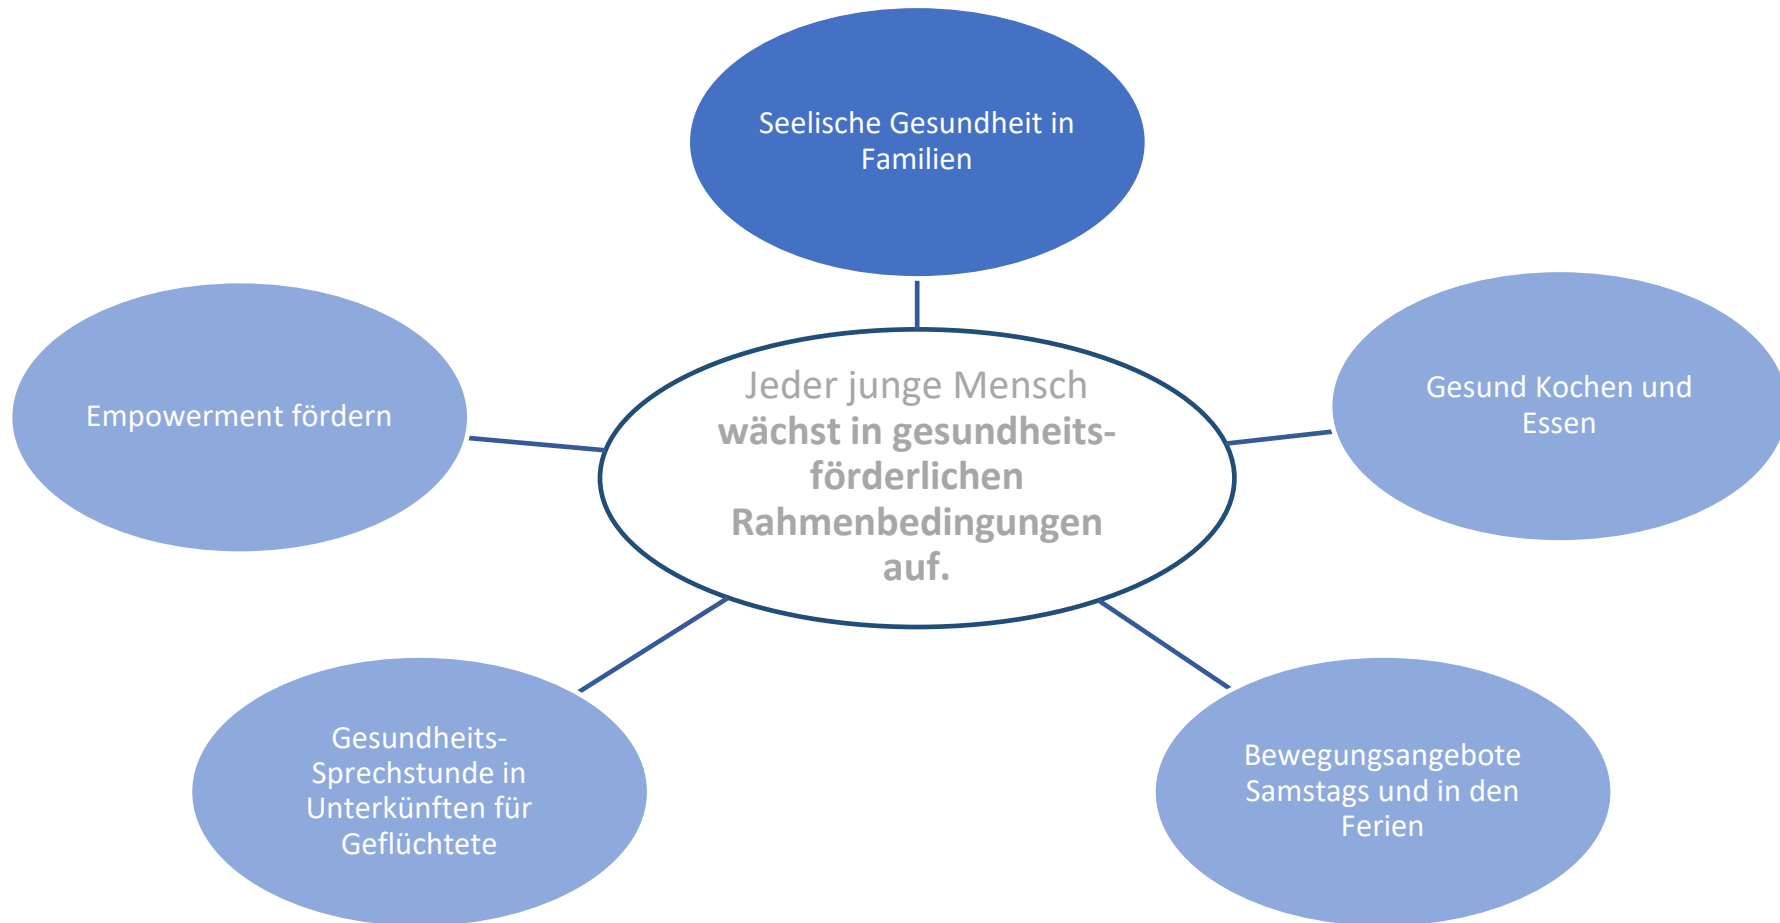 Seelische Gesundheit in
Familien
Empowerment fördern
Jeder junge Mensch
wächst in gesundheits-
förderlichen
Rahmenbedingungen
auf.
Gesund Kochen und
Essen
Gesundheits-
Sprechstunde in
Unterkünften für
Geflüchtete
Bewegungsangebote
Samstags und in den
Ferien